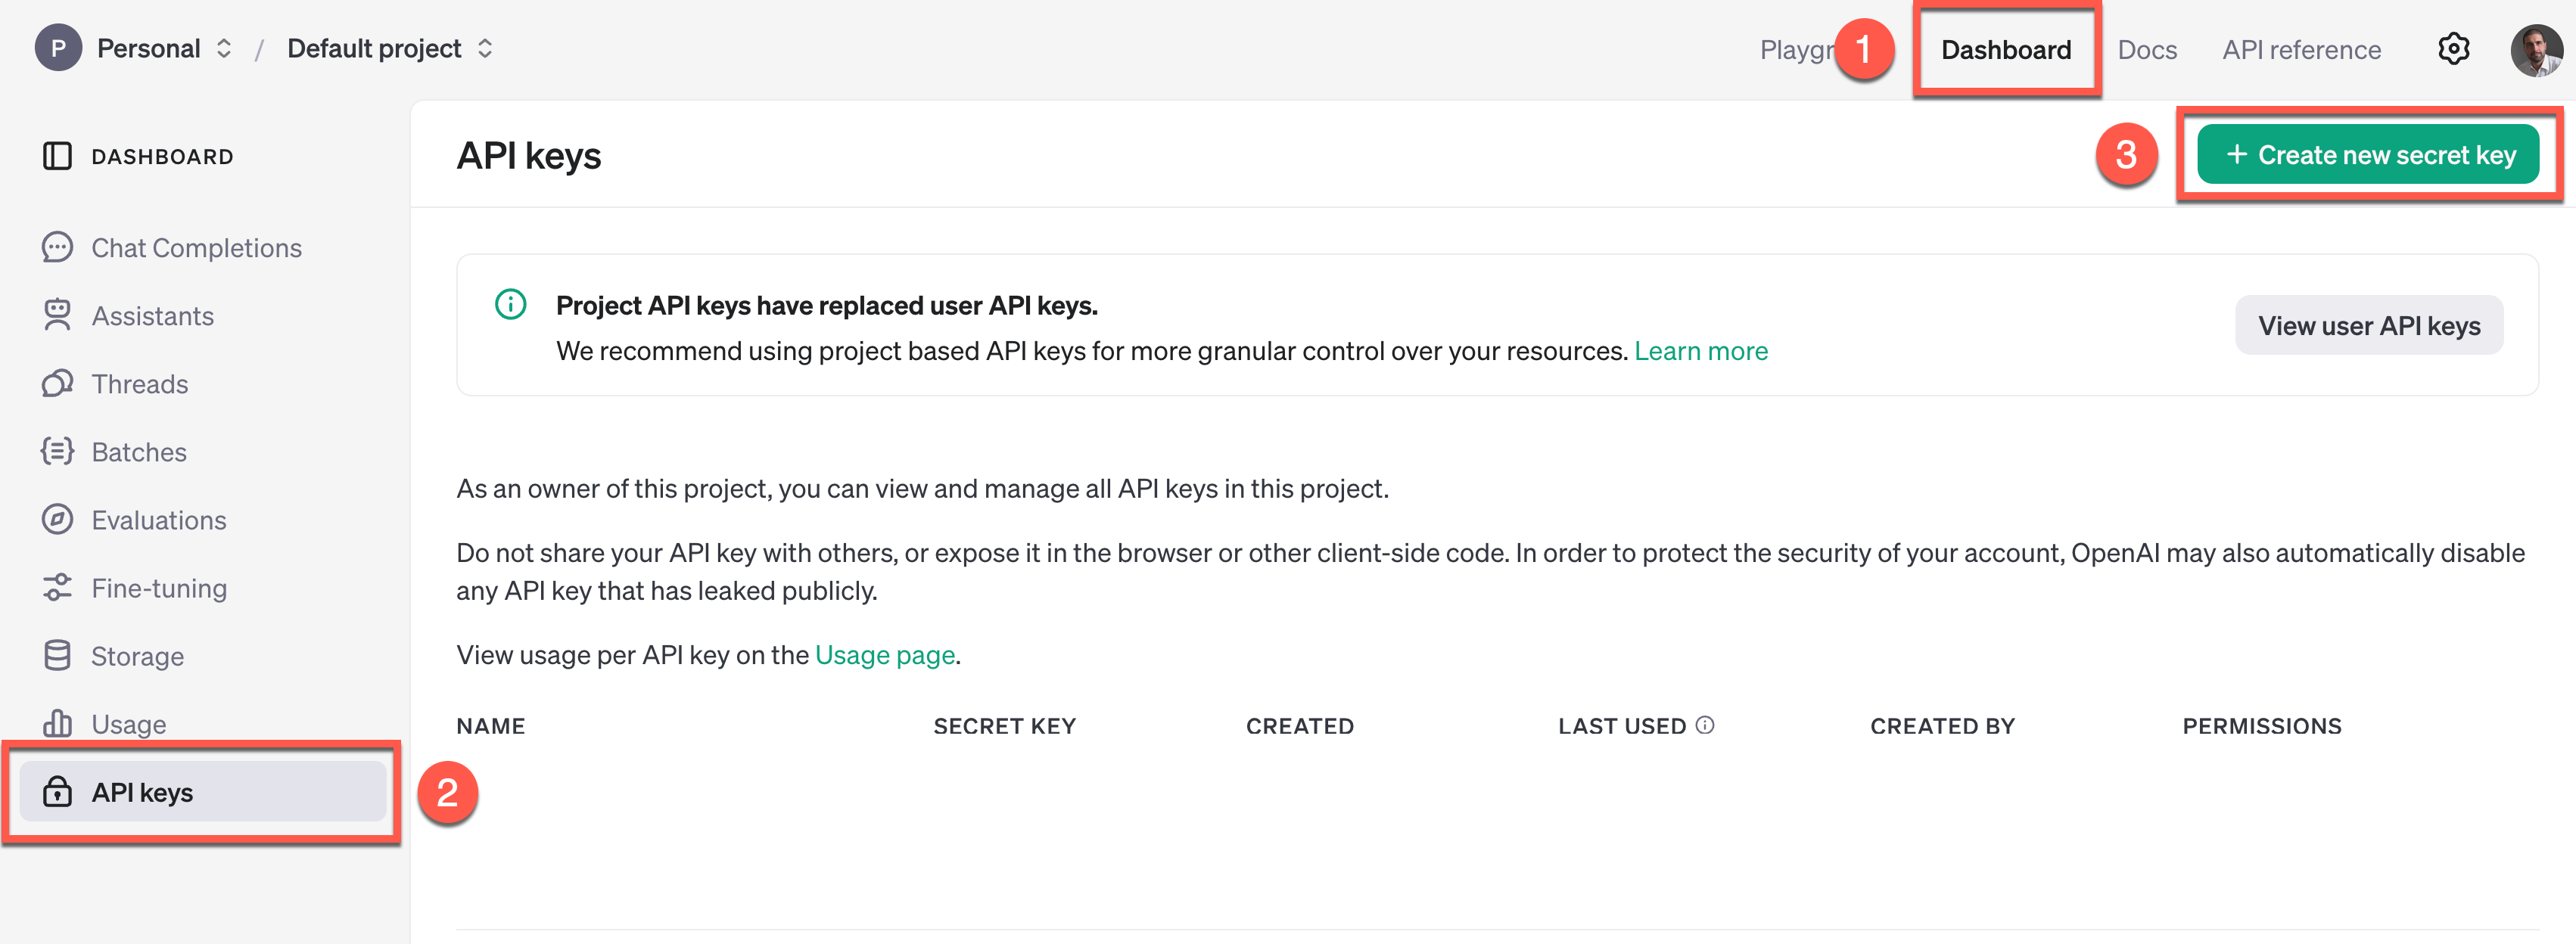 P Personal / Default project
Playgr 1 Dashboard Docs API reference
DASHBOARD
Chat Completions
Assistants
Threads
Batches
Evaluations
Fine-tuning
Storage
Usage
API keys 2
API keys
3 + Create new secret key
Project API keys have replaced user API keys.
We recommend using project based API keys for more granular control over your resources. Learn more
View user API keys
As an owner of this project, you can view and manage all API keys in this project.
Do not share your API key with others, or expose it in the browser or other client-side code. In order to protect the security of your account, OpenAI may also automatically disable
any API key that has leaked publicly.
View usage per API key on the Usage page.
NAME SECRET KEY CREATED LAST USED CREATED BY PERMISSIONS